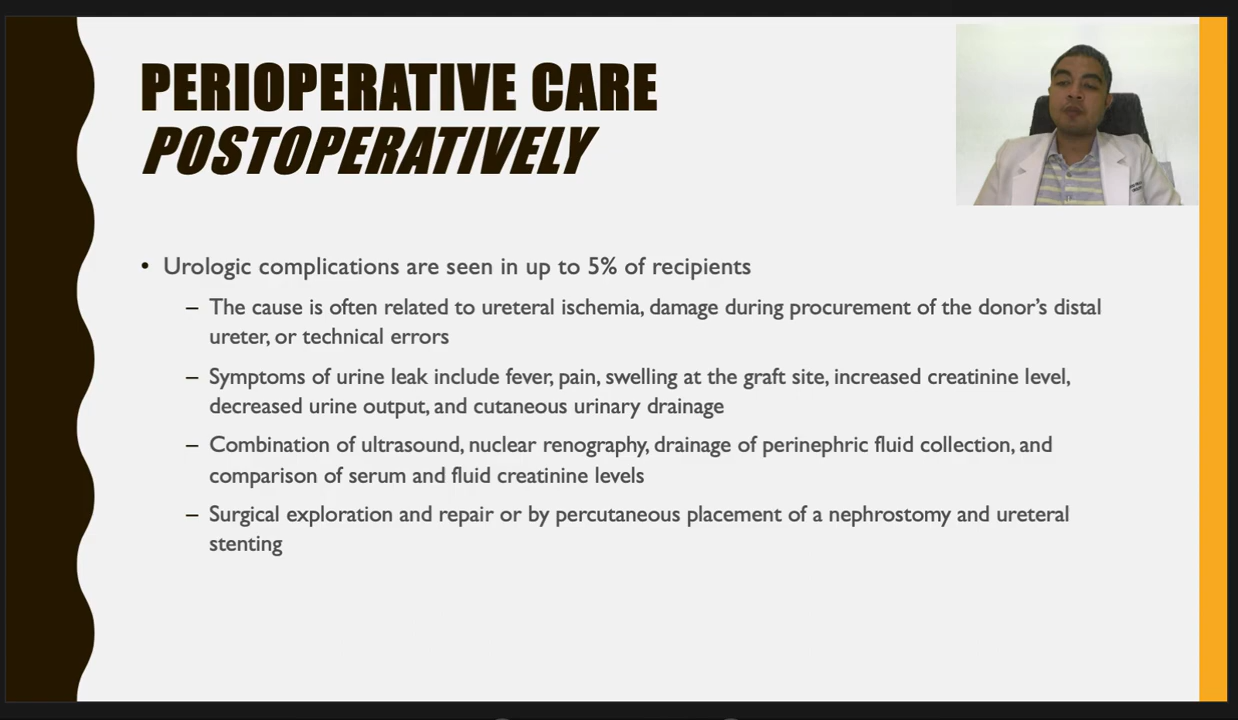 PERIOPERATIVE CARE
POSTOPERATIVELY
• Urologic complications are seen in up to 5% of recipients
– The cause is often related to ureteral ischemia, damage during procurement of the donor's distal
ureter, or technical errors
– Symptoms of urine leak include fever, pain, swelling at the graft site, increased creatinine level,
decreased urine output, and cutaneous urinary drainage
– Combination of ultrasound, nuclear renography, drainage of perinephric fluid collection, and
comparison of serum and fluid creatinine levels
– Surgical exploration and repair or by percutaneous placement of a nephrostomy and ureteral
stenting